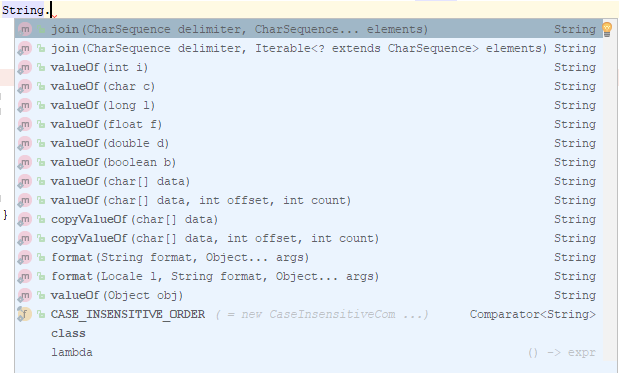 String.
join(CharSequence delimiter, CharSequence... elements) String
join(CharSequence delimiter, Iterable<? extends CharSequence> elements) String
valueOf(int i) String
valueOf(char c) String
valueOf(long l) String
valueOf(float f) String
valueOf(double d) String
valueOf(boolean b) String
valueOf(char[] data) String
valueOf(char[] data, int offset, int count) String
copyValueOf(char[] data) String
copyValueOf(char[] data, int offset, int count) String
format(String format, Object... args) String
format(Locale l, String format, Object... args) String
valueOf(Object obj) String
CASE_INSENSITIVE_ORDER ( = new CaseInsensitiveCom ...) Comparator<String>
class
lambda () -> expr
}